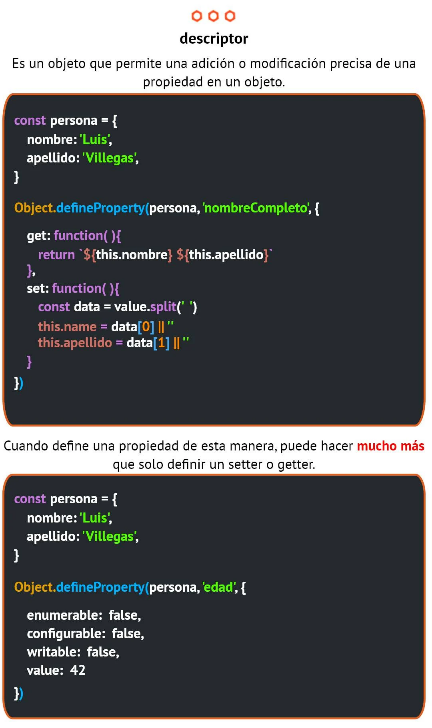 descriptor
Es un objeto que permite una adición o modificación precisa de una
propiedad en un objeto.
const persona = {
nombre: 'Luis',
apellido: 'Villegas',
}
Object.defineProperty(persona, 'nombreCompleto', {
get: function( ){
return `${this.nombre} ${this.apellido}`
},
set: function( ){
const data = value.split(' ')
this.name = data[0] || ''
this.apellido = data[1] || ''
}
})
Cuando define una propiedad de esta manera, puede hacer mucho más
que solo definir un setter o getter.
const persona = {
nombre: 'Luis',
apellido: 'Villegas',
}
Object.defineProperty(persona, 'edad', {
enumerable: false,
configurable: false,
writable: false,
value: 42
})